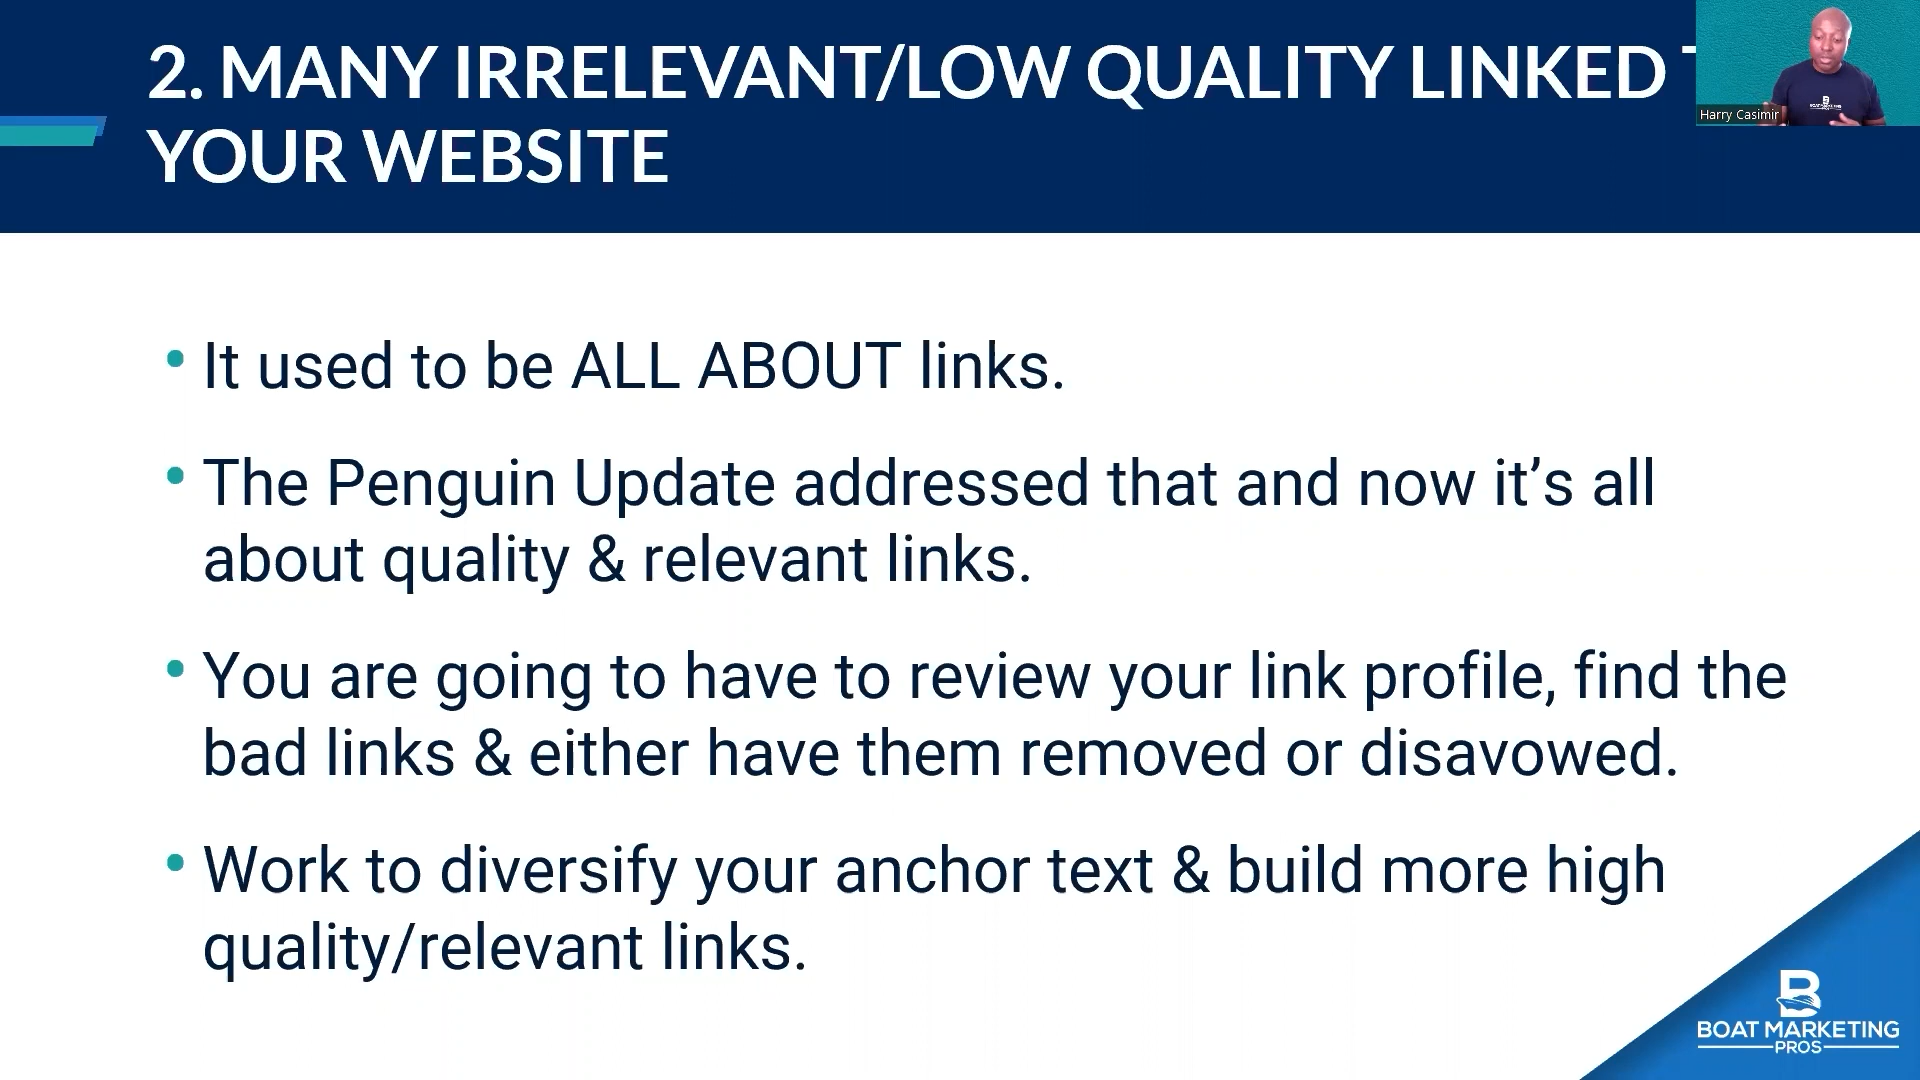 2. MANY IRRELEVANT/LOW QUALITY LINKED
YOUR WEBSITE
Harry Casimir
• It used to be ALL ABOUT links.
• The Penguin Update addressed that and now it’s all
about quality & relevant links.
• You are going to have to review your link profile, find the
bad links & either have them removed or disavowed.
• Work to diversify your anchor text & build more high
quality/relevant links.
B
BOAT MARKETING
PROS